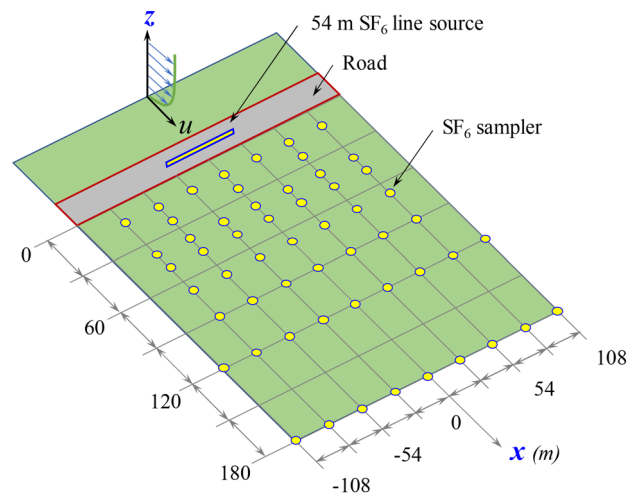 z
54 m SF₆ line source
Road
u
SF₆ sampler
0
60
120
180
-108
-54
0
54
108
x (m)